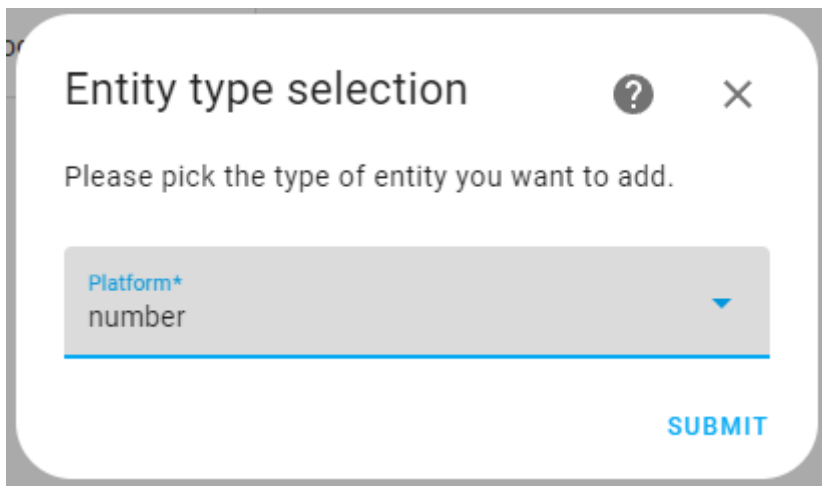 Entity type selection
Please pick the type of entity you want to add.
Platform*
number
SUBMIT